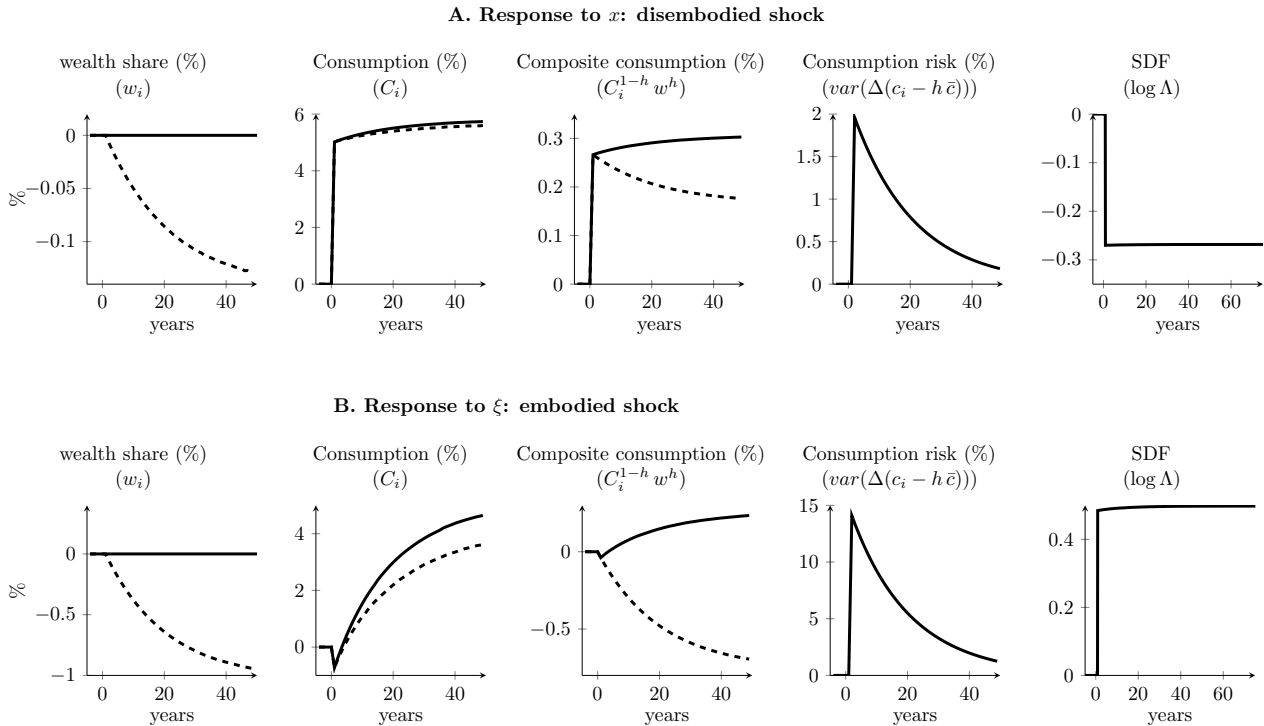 A. Response to x: disembodied shock
wealth share (%)
(w_i)
Consumption (%)
(C_i)
Composite consumption (%)
(C_i^{1−h} w^h)
Consumption risk (%)
(var(Δ(c_i − h c̄)))
SDF
(log Λ)
0
−0.05
−0.1
%
0 20 40
years
6
4
2
0
0 20 40
years
0.3
0.2
0.1
0
0 20 40
years
2
1.5
1
0.5
0
0 20 40
years
0
−0.1
−0.2
−0.3
0 20 40 60
years
B. Response to ξ: embodied shock
wealth share (%)
(w_i)
Consumption (%)
(C_i)
Composite consumption (%)
(C_i^{1−h} w^h)
Consumption risk (%)
(var(Δ(c_i − h c̄)))
SDF
(log Λ)
0
−0.5
−1
%
0 20 40
years
4
2
0
0 20 40
years
0
−0.5
0 20 40
years
15
10
5
0
0 20 40
years
0.4
0.2
0
0 20 40 60
years